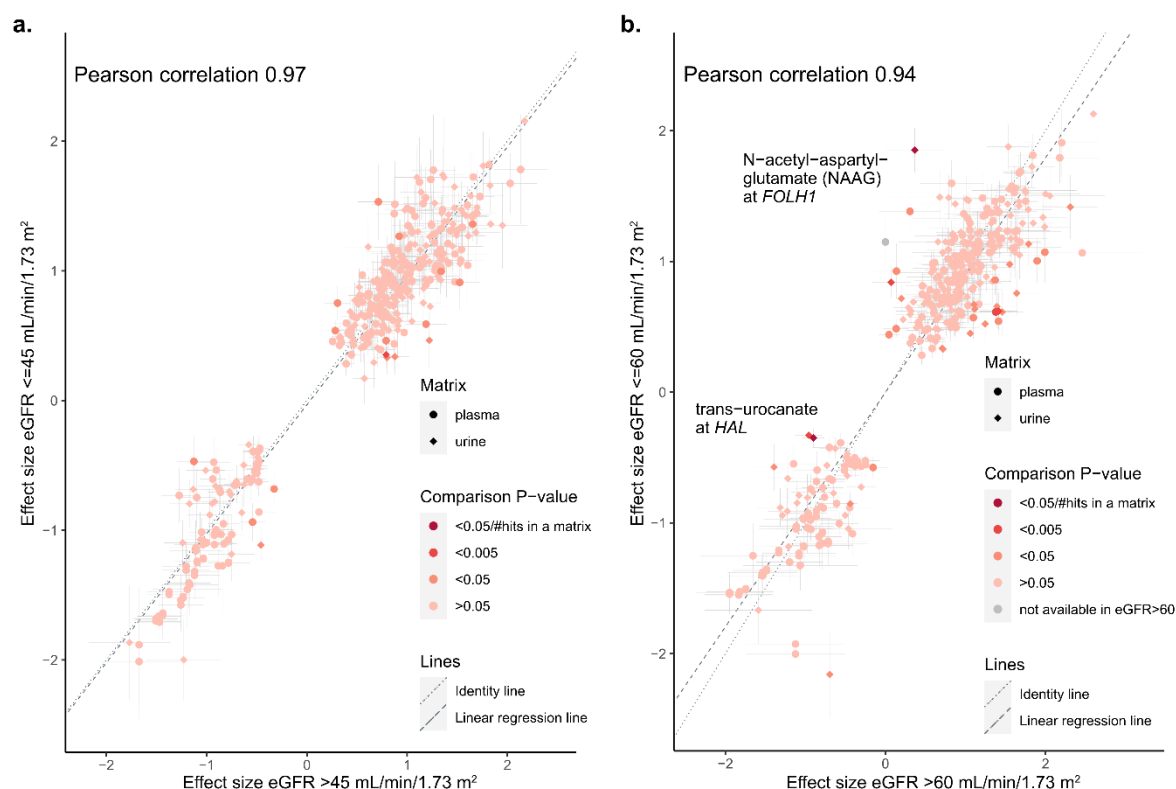 a.
Pearson correlation 0.97
Effect size eGFR <=45 mL/min/1.73 m²
2
1
0
−1
−2
Matrix
plasma
urine
Comparison P−value
<0.05/#hits in a matrix
<0.005
<0.05
>0.05
Lines
Identity line
Linear regression line
−2
−1
0
1
2
Effect size eGFR >45 mL/min/1.73 m²
b.
Pearson correlation 0.94
Effect size eGFR <=60 mL/min/1.73 m²
2
1
0
−1
−2
N−acetyl−aspartyl−
glutamate (NAAG)
at FOLH1
trans−urocanate
at HAL
Matrix
plasma
urine
Comparison P−value
<0.05/#hits in a matrix
<0.005
<0.05
>0.05
not available in eGFR>60
Lines
Identity line
Linear regression line
−2
0
2
Effect size eGFR >60 mL/min/1.73 m²